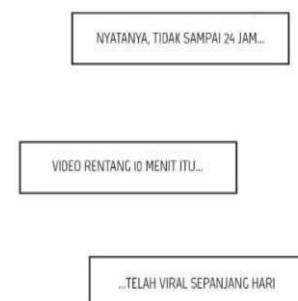 NYATANYA, TIDAK SAMPAI 24 JAM...
VIDEO RENTANG 10 MENIT ITU...
...TELAH VIRAL SEPANJANG HARI